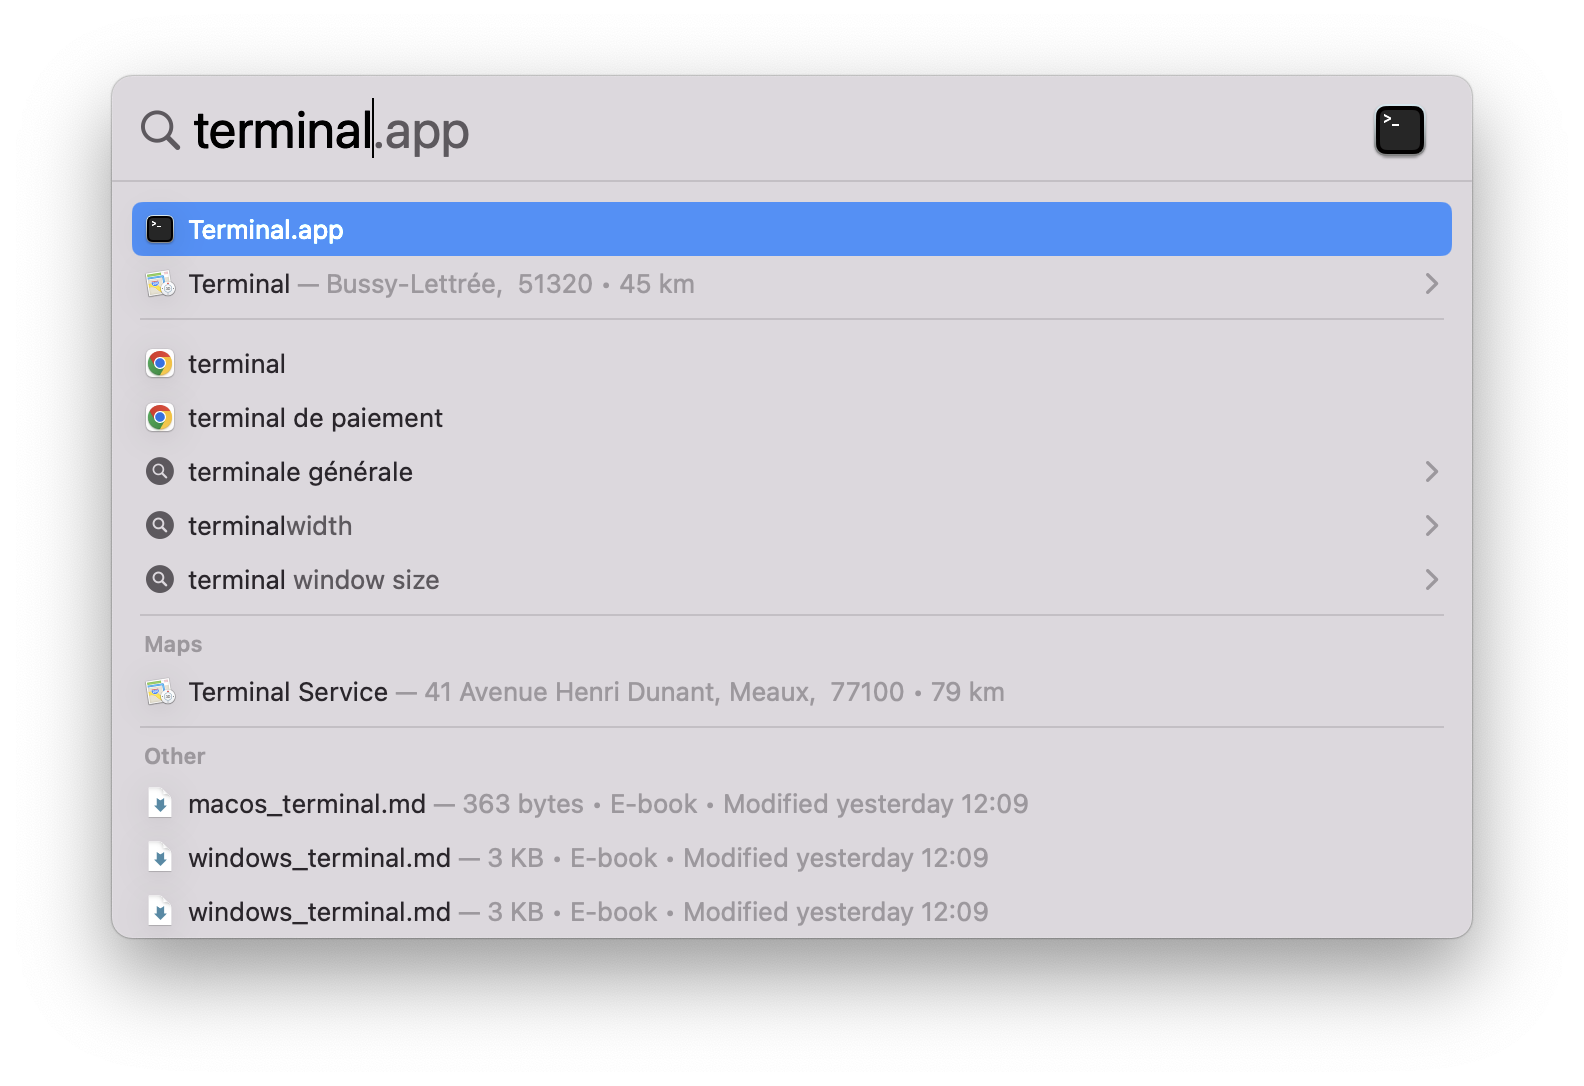 terminal.app
Terminal.app
Terminal — Bussy-Lettrée, 51320 • 45 km
terminal
terminal de paiement
terminale générale
terminalwidth
terminal window size
Maps
Terminal Service — 41 Avenue Henri Dunant, Meaux, 77100 • 79 km
Other
macos_terminal.md — 363 bytes • E-book • Modified yesterday 12:09
windows_terminal.md — 3 KB • E-book • Modified yesterday 12:09
windows_terminal.md — 3 KB • E-book • Modified yesterday 12:09